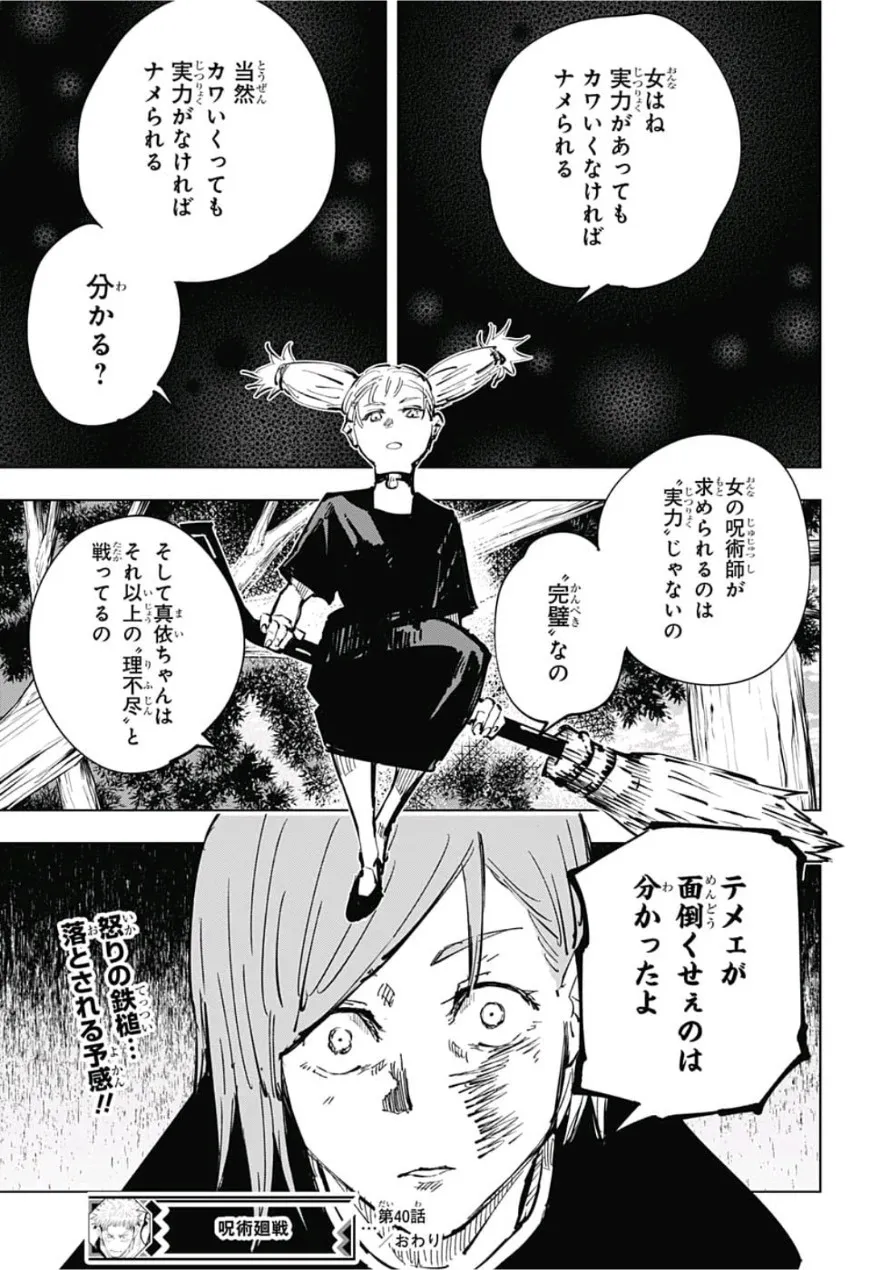 女はね
実力があっても
カワいくなければ
ナメられる
当然
カワいくっても
実力がなければ
ナメられる
分かる?
女の呪術師が
求められるのは
〝実力〟じゃないの
〝完璧〟なの
そして真依ちゃんは
それ以上の〝理不尽〟と
戦ってるの
テメェが
面倒くせぇのは
分かったよ
怒りの鉄槌…
落とされる予感!!
呪術廻戦
第40話
…／おわり